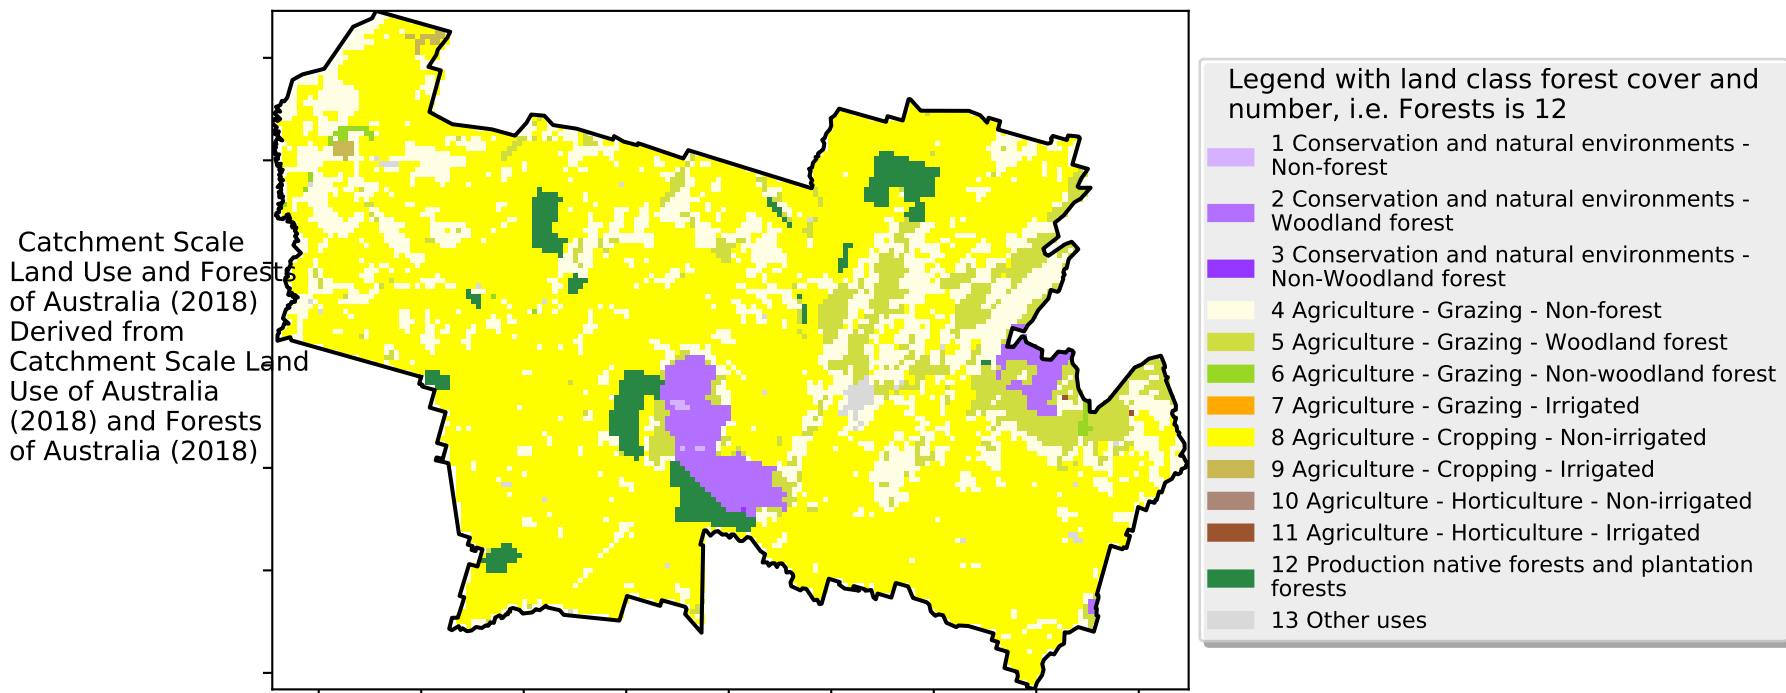 Catchment Scale
Land Use and Forests
of Australia (2018)
Derived from
Catchment Scale Land
Use of Australia
(2018) and Forests
of Australia (2018)
Legend with land class forest cover and
number, i.e. Forests is 12
1 Conservation and natural environments -
Non-forest
2 Conservation and natural environments -
Woodland forest
3 Conservation and natural environments -
Non-Woodland forest
4 Agriculture - Grazing - Non-forest
5 Agriculture - Grazing - Woodland forest
6 Agriculture - Grazing - Non-woodland forest
7 Agriculture - Grazing - Irrigated
8 Agriculture - Cropping - Non-irrigated
9 Agriculture - Cropping - Irrigated
10 Agriculture - Horticulture - Non-irrigated
11 Agriculture - Horticulture - Irrigated
12 Production native forests and plantation
forests
13 Other uses